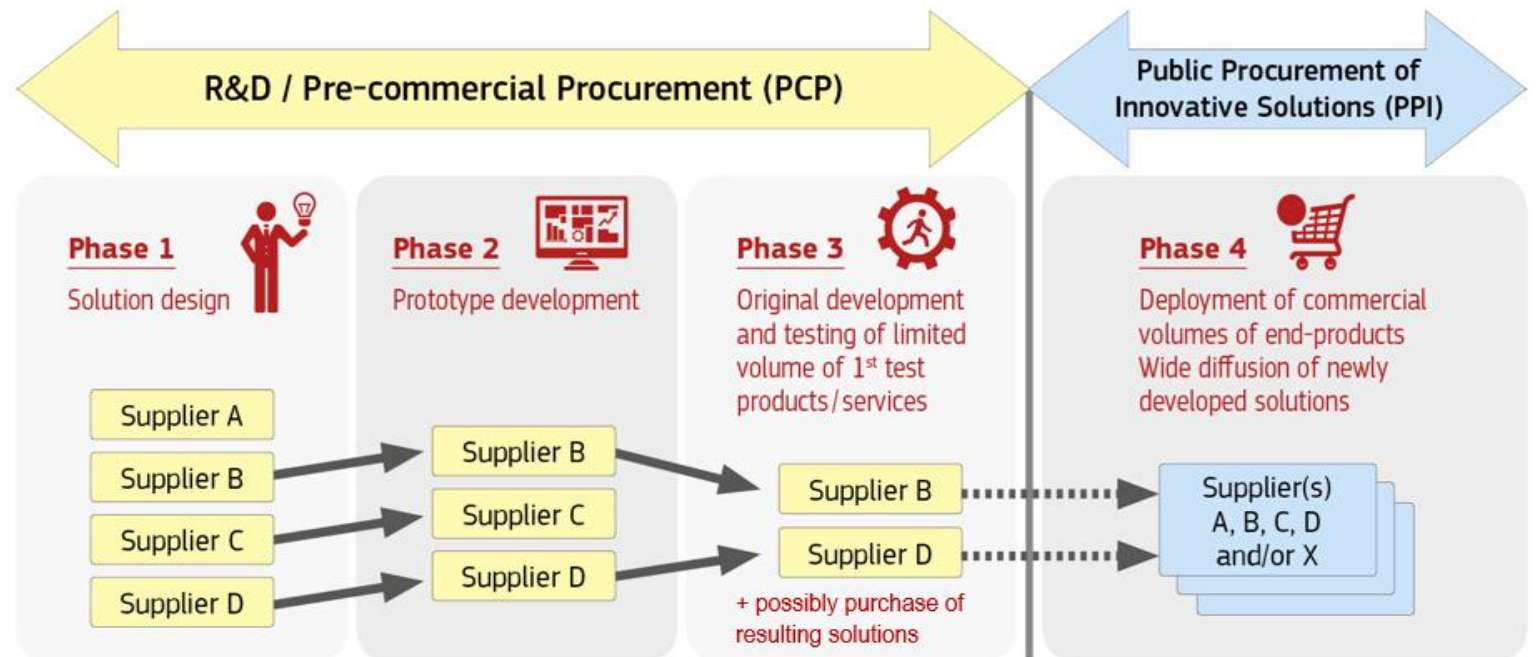 R&D / Pre-commercial Procurement (PCP)
Public Procurement of
Innovative Solutions (PPI)
Phase 1
Solution design
Supplier A
Supplier B
Supplier C
Supplier D
Phase 2
Prototype development
Supplier B
Supplier C
Supplier D
Phase 3
Original development
and testing of limited
volume of 1st test
products/services
Supplier B
Supplier D
+ possibly purchase of
resulting solutions
Phase 4
Deployment of commercial
volumes of end-products
Wide diffusion of newly
developed solutions
Supplier(s)
A, B, C, D
and/or X